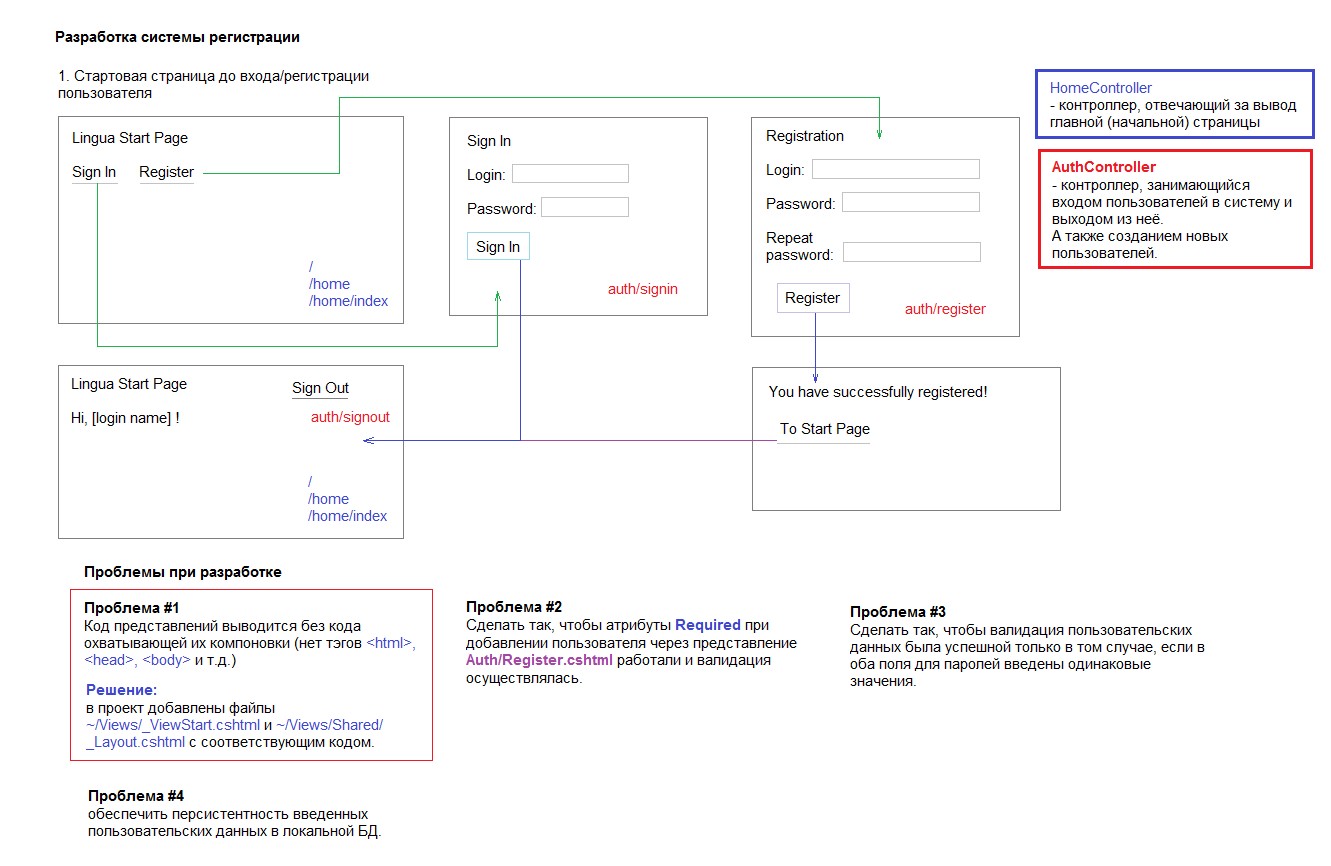 Разработка системы регистрации
1. Стартовая страница до входа/регистрации
пользователя
Lingua Start Page
Sign In
Register
/
/home
/home/index
Sign In
Login:
Password:
Sign In
auth/signin
Registration
Login:
Password:
Repeat
password:
Register
auth/register
HomeController
- контроллер, отвечающий за вывод
главной (начальной) страницы
AuthController
- контроллер, занимающийся
входом пользователей в систему и
выходом из неё.
А также созданием новых
пользователей.
Lingua Start Page
Sign Out
Hi, [login name] !
auth/signout
/
/home
/home/index
You have successfully registered!
To Start Page
Проблемы при разработке
Проблема #1
Код представлений выводится без кода
охватывающей их компоновки (нет тэгов <html>,
<head>, <body> и т.д.)
Решение:
в проект добавлены файлы
~/Views/_ViewStart.cshtml и ~/Views/Shared/
_Layout.cshtml с соответствующим кодом.
Проблема #2
Сделать так, чтобы атрибуты Required при
добавлении пользователя через представление
Auth/Register.cshtml работали и валидация
осуществлялась.
Проблема #3
Сделать так, чтобы валидация пользовательских
данных была успешной только в том случае, если в
оба поля для паролей введены одинаковые
значения.
Проблема #4
обеспечить персистентность введенных
пользовательских данных в локальной БД.